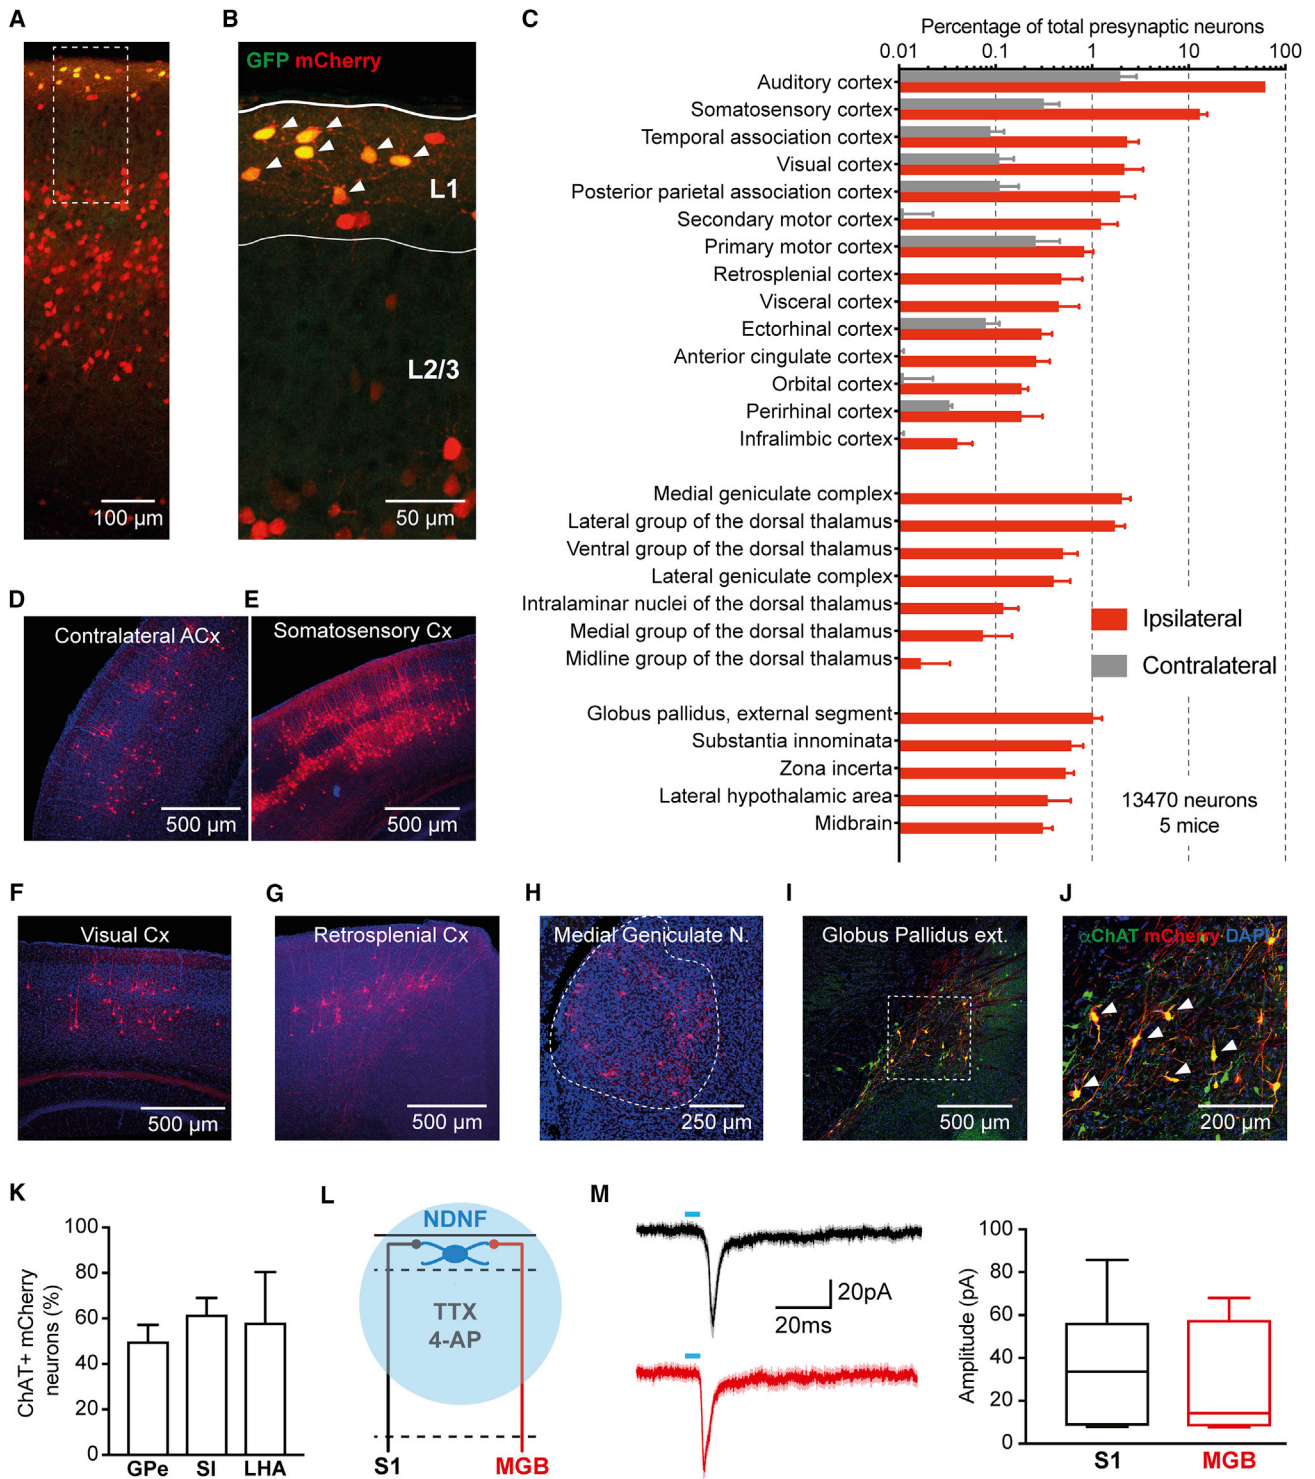 A
B
GFP mCherry
L1
L2/3
100 µm
50 µm
C
Percentage of total presynaptic neurons
0.01 0.1 1 10 100
Auditory cortex
Somatosensory cortex
Temporal association cortex
Visual cortex
Posterior parietal association cortex
Secondary motor cortex
Primary motor cortex
Retrosplenial cortex
Visceral cortex
Ectorhinal cortex
Anterior cingulate cortex
Orbital cortex
Perirhinal cortex
Infralimbic cortex
Medial geniculate complex
Lateral group of the dorsal thalamus
Ventral group of the dorsal thalamus
Lateral geniculate complex
Intralaminar nuclei of the dorsal thalamus
Medial group of the dorsal thalamus
Midline group of the dorsal thalamus
Globus pallidus, external segment
Substantia innominata
Zona incerta
Lateral hypothalamic area
Midbrain
Ipsilateral
Contralateral
13470 neurons
5 mice
D
Contralateral ACx
500 µm
E
Somatosensory Cx
500 µm
F
Visual Cx
500 µm
G
Retrosplenial Cx
500 µm
H
Medial Geniculate N.
250 µm
I
Globus Pallidus ext.
500 µm
J
αChAT mCherry DAPI
200 µm
K
ChAT+ mCherry
neurons (%)
100
80
60
40
20
0
GPe SI LHA
L
NDNF
TTX
4-AP
S1 MGB
M
20pA
20ms
Amplitude (pA)
100
80
60
40
20
0
S1 MGB